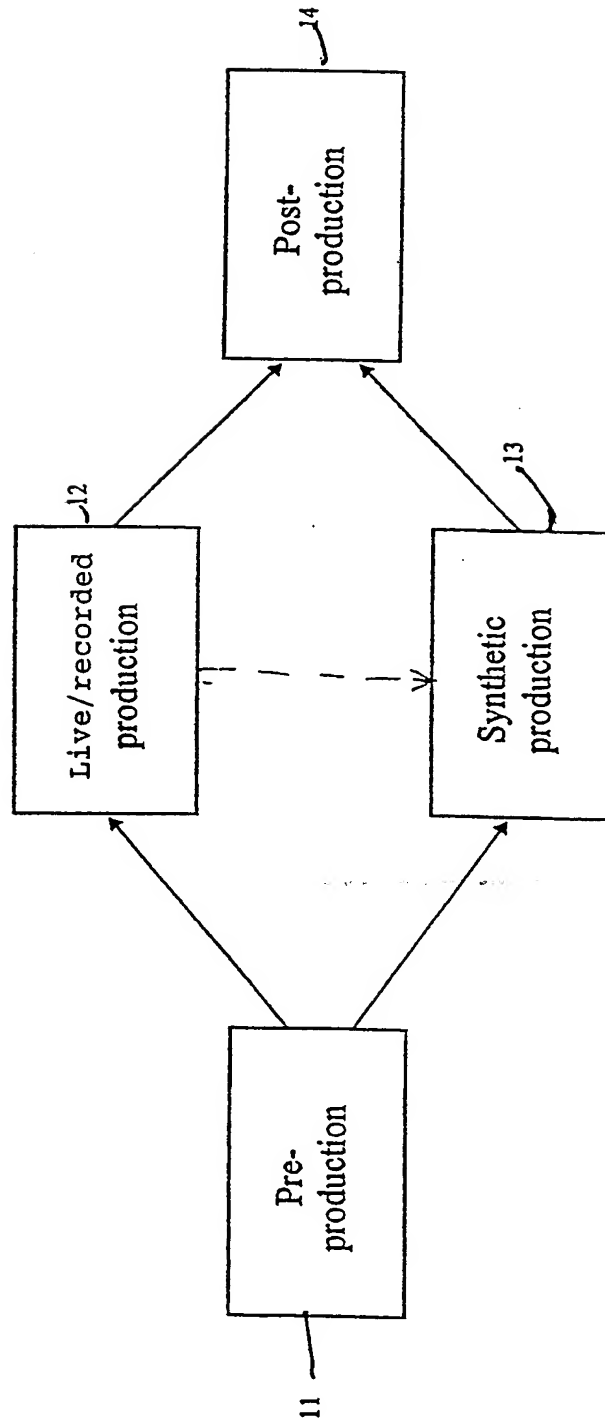 11
Pre-
production
Live/recorded
production
12
Synthetic
production
13
Post-
production
14